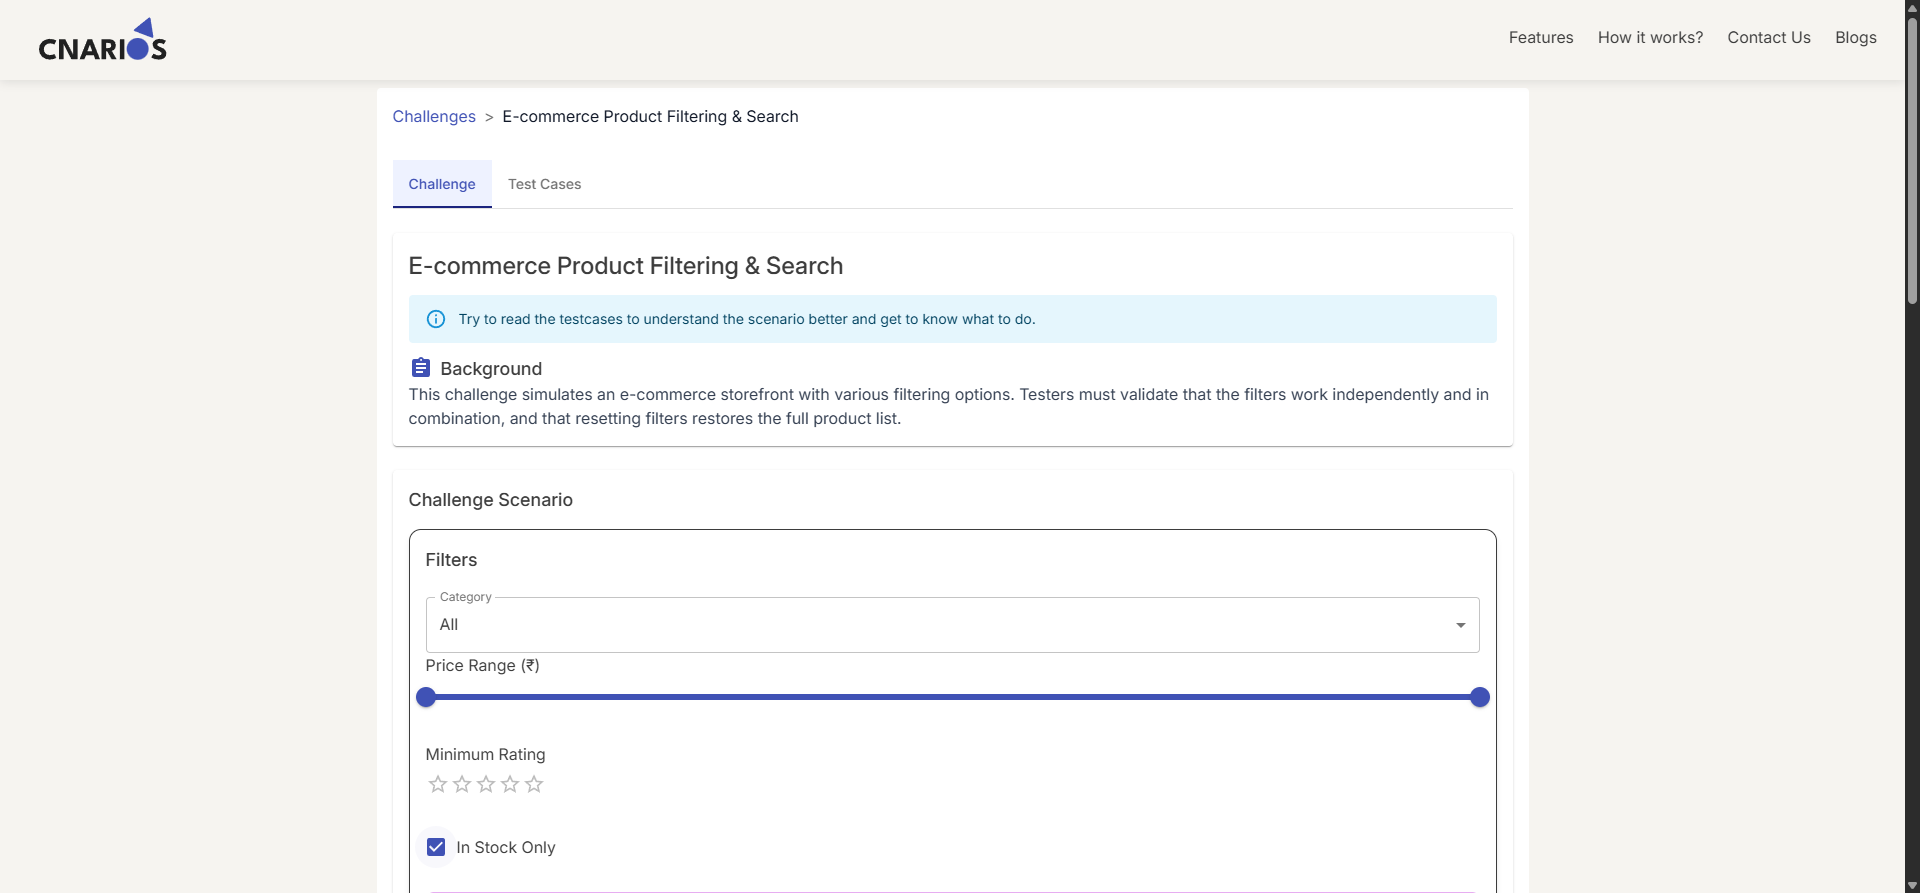 CNARIOS
Features
How it works?
Contact Us
Blogs
Challenges > E-commerce Product Filtering & Search
Challenge
Test Cases
E-commerce Product Filtering & Search
Try to read the testcases to understand the scenario better and get to know what to do.
Background
This challenge simulates an e-commerce storefront with various filtering options. Testers must validate that the filters work independently and in
combination, and that resetting filters restores the full product list.
Challenge Scenario
Filters
Category
All
Price Range (₹)
Minimum Rating
In Stock Only